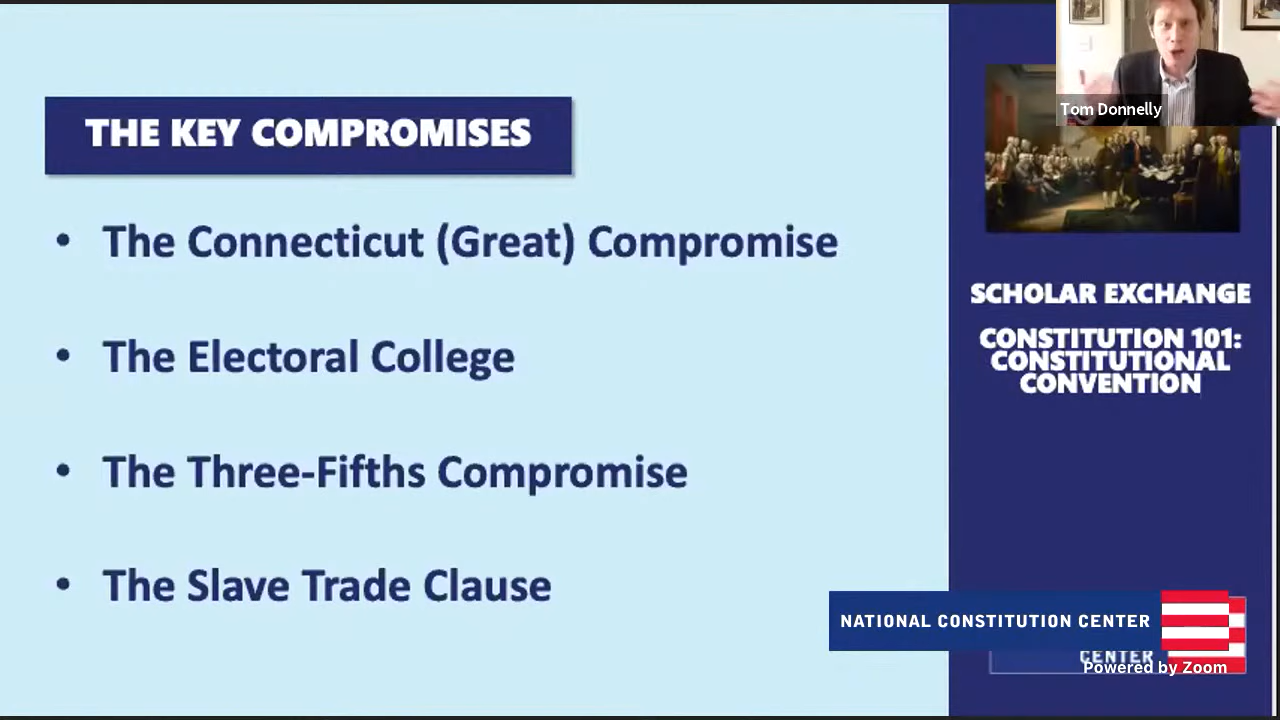 THE KEY COMPROMISES
• The Connecticut (Great) Compromise
• The Electoral College
• The Three-Fifths Compromise
• The Slave Trade Clause
Tom Donnelly
SCHOLAR EXCHANGE
CONSTITUTION 101:
CONSTITUTIONAL
CONVENTION
NATIONAL CONSTITUTION CENTER
CENTER
Powered by Zoom